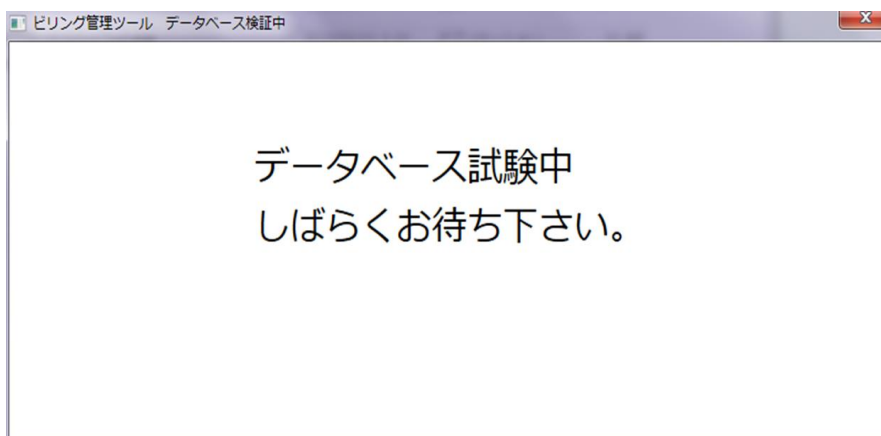 ビリング管理ツール データベース検証中
データベース試験中
しばらくお待ち下さい。